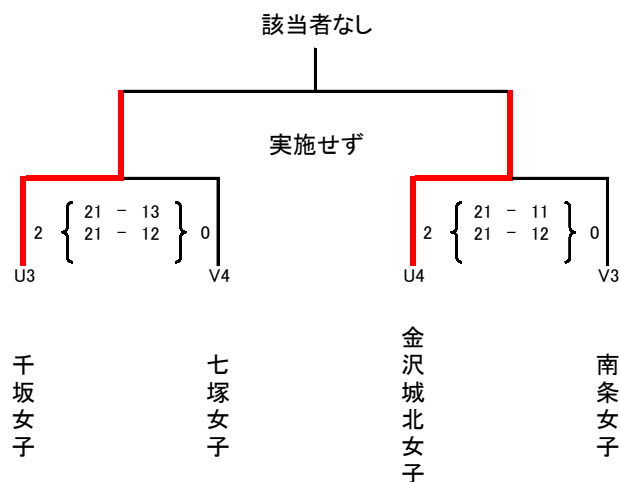 該当者なし
実施せず
2 { 21 - 13 } 0
21 - 12
2 { 21 - 11 } 0
21 - 12
U3
V4
U4
V3
千坂女子
七塚女子
金沢城北女子
南条女子